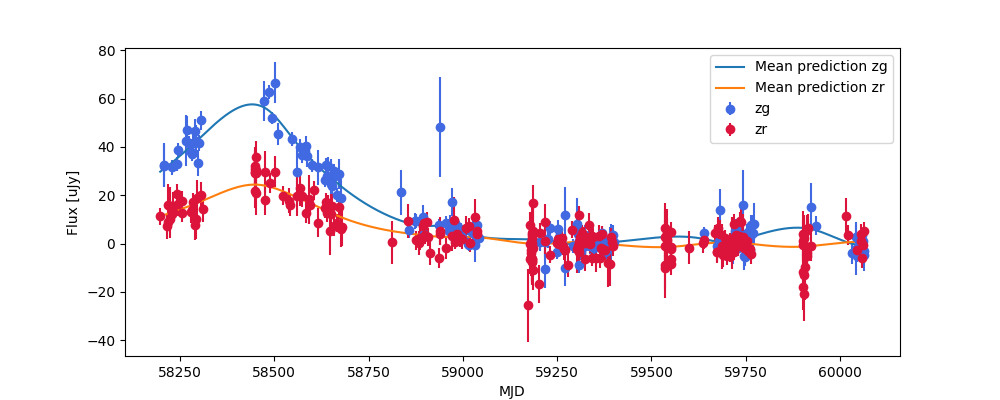 80
60
40
20
0
−20
−40
Flux [uJy]
58250
58500
58750
59000
59250
59500
59750
60000
MJD
Mean prediction zg
Mean prediction zr
zg
zr